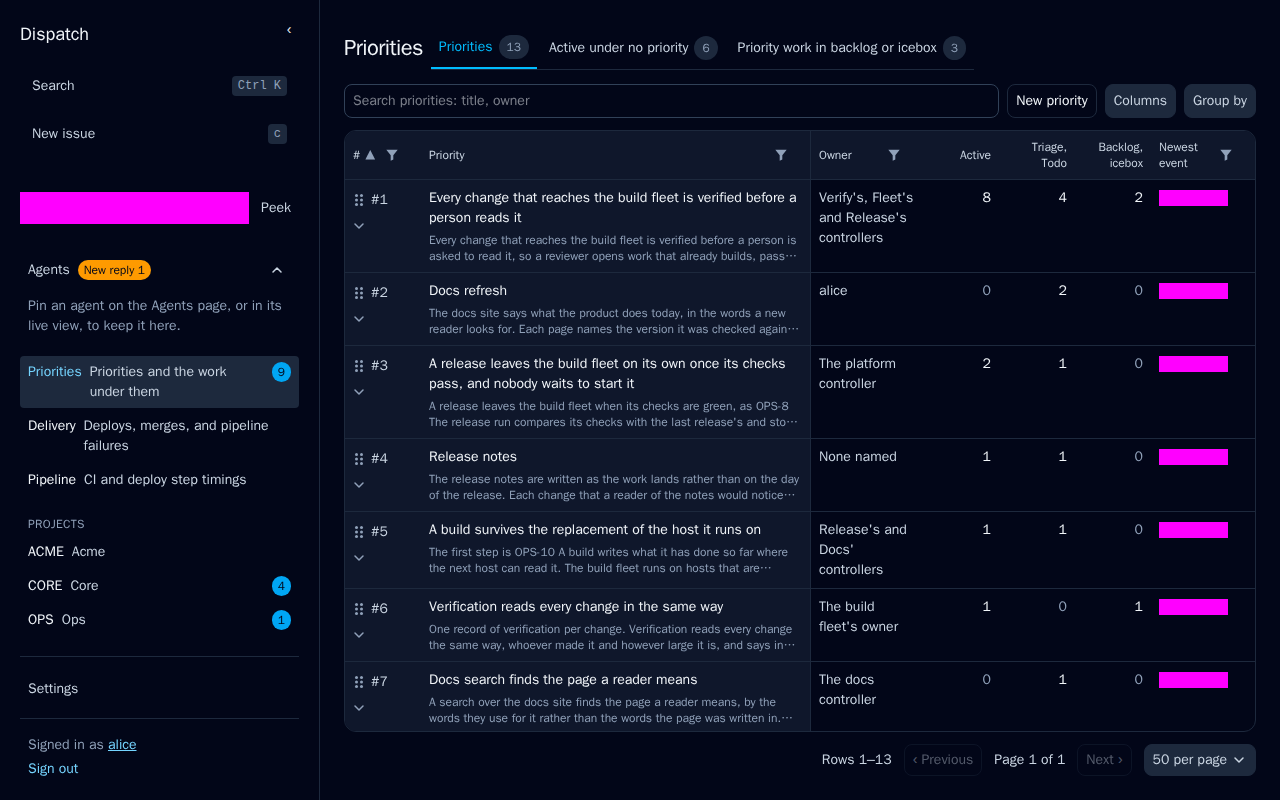 Dispatch
‹
Search
Ctrl K
New issue
C
Peek
Agents
New reply 1
Pin an agent on the Agents page, or in its
live view, to keep it here.
Priorities Priorities and the work
under them
9
Delivery Deploys, merges, and pipeline
failures
Pipeline CI and deploy step timings
PROJECTS
ACME Acme
CORE Core
4
OPS Ops
1
Settings
Signed in as alice
Sign out
Priorities
Priorities 13
Active under no priority 6
Priority work in backlog or icebox 3
Search priorities: title, owner
New priority
Columns
Group by
# ▲
Priority
Owner
Active
Triage,
Todo
Backlog,
icebox
Newest
event
#1
Every change that reaches the build fleet is verified before a
person reads it
Every change that reaches the build fleet is verified before a person is
asked to read it, so a reviewer opens work that already builds, pass···
Verify's, Fleet's
and Release's
controllers
8
4
2
#2
Docs refresh
The docs site says what the product does today, in the words a new
reader looks for. Each page names the version it was checked again···
alice
0
2
0
#3
A release leaves the build fleet on its own once its checks
pass, and nobody waits to start it
A release leaves the build fleet when its checks are green, as OPS-8
The release run compares its checks with the last release's and sto···
The platform
controller
2
1
0
#4
Release notes
The release notes are written as the work lands rather than on the day
of the release. Each change that a reader of the notes would notice···
None named
1
1
0
#5
A build survives the replacement of the host it runs on
The first step is OPS-10 A build writes what it has done so far where
the next host can read it. The build fleet runs on hosts that are···
Release's and
Docs'
controllers
1
1
0
#6
Verification reads every change in the same way
One record of verification per change. Verification reads every change
the same way, whoever made it and however large it is, and says in···
The build
fleet's owner
1
0
1
#7
Docs search finds the page a reader means
A search over the docs site finds the page a reader means, by the
words they use for it rather than the words the page was written in.···
The docs
controller
0
1
0
Rows 1–13
‹ Previous
Page 1 of 1
Next ›
50 per page